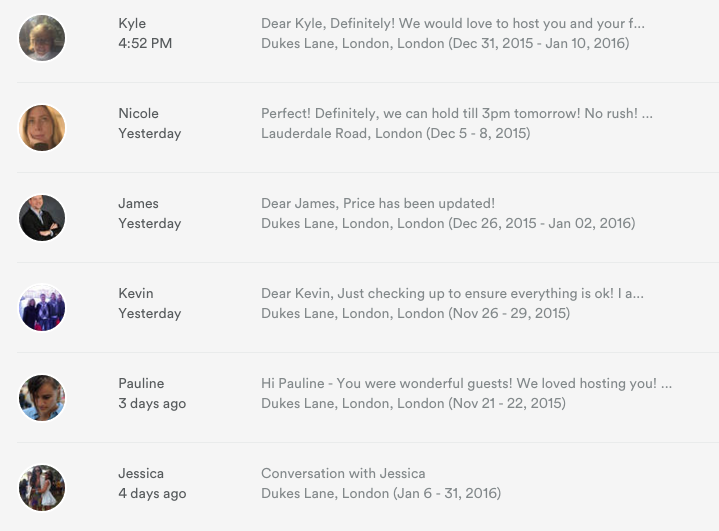 Kyle
4:52 PM
Dear Kyle, Definitely! We would love to host you and your f...
Dukes Lane, London, London (Dec 31, 2015 - Jan 10, 2016)
Nicole
Yesterday
Perfect! Definitely, we can hold till 3pm tomorrow! No rush! ...
Lauderdale Road, London (Dec 5 - 8, 2015)
James
Yesterday
Dear James, Price has been updated!
Dukes Lane, London, London (Dec 26, 2015 - Jan 02, 2016)
Kevin
Yesterday
Dear Kevin, Just checking up to ensure everything is ok! I a...
Dukes Lane, London, London (Nov 26 - 29, 2015)
Pauline
3 days ago
Hi Pauline - You were wonderful guests! We loved hosting you! ...
Dukes Lane, London, London (Nov 21 - 22, 2015)
Jessica
4 days ago
Conversation with Jessica
Dukes Lane, London (Jan 6 - 31, 2016)